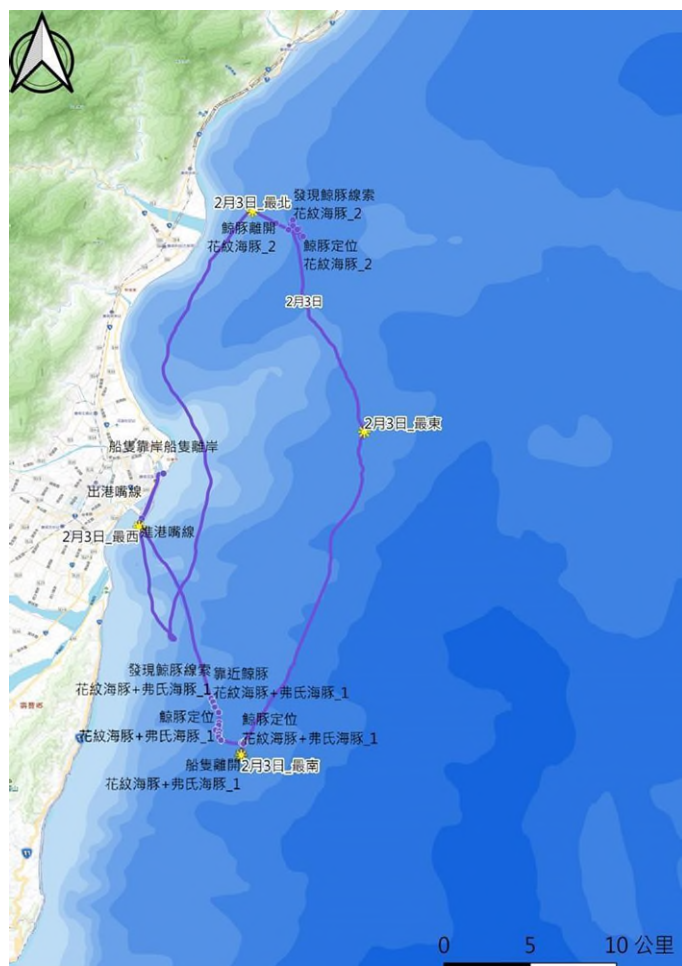 2月3日_最北
發現鯨豚線索
花紋海豚_2
鯨豚離開
花紋海豚_2
鯨豚定位
花紋海豚_2
2月3日
2月3日_最東
船隻靠岸船隻離岸
出港嘴線
2月3日_最西
進港嘴線
發現鯨豚線索
花紋海豚+弗氏海豚_1
靠近鯨豚
花紋海豚+弗氏海豚_1
鯨豚定位
花紋海豚+弗氏海豚_1
鯨豚定位
花紋海豚+弗氏海豚_1
船隻離開
花紋海豚+弗氏海豚_1
2月3日_最南
11
0 5 10 公里